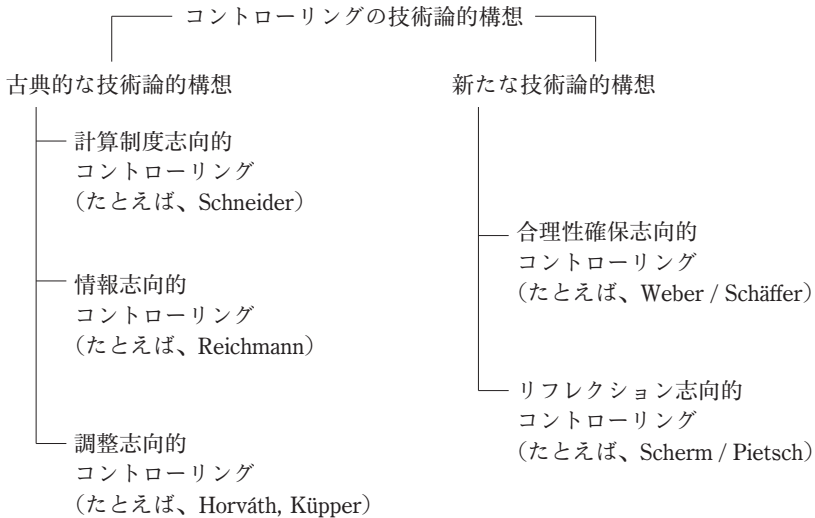 コントローリングの技術論的構想
古典的な技術論的構想
計算制度志向的
コントローリング
（たとえば、Schneider）
情報志向的
コントローリング
（たとえば、Reichmann）
調整志向的
コントローリング
（たとえば、Horváth, Küpper）
新たな技術論的構想
合理性確保志向的
コントローリング
（たとえば、Weber / Schäffer）
リフレクション志向的
コントローリング
（たとえば、Scherm / Pietsch）